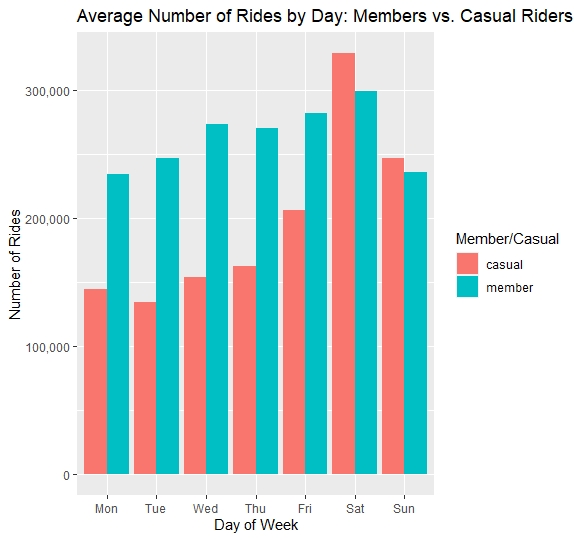 Average Number of Rides by Day: Members vs. Casual Riders
Number of Rides
300,000
200,000
100,000
0
Mon Tue Wed Thu Fri Sat Sun
Day of Week
Member/Casual
casual
member